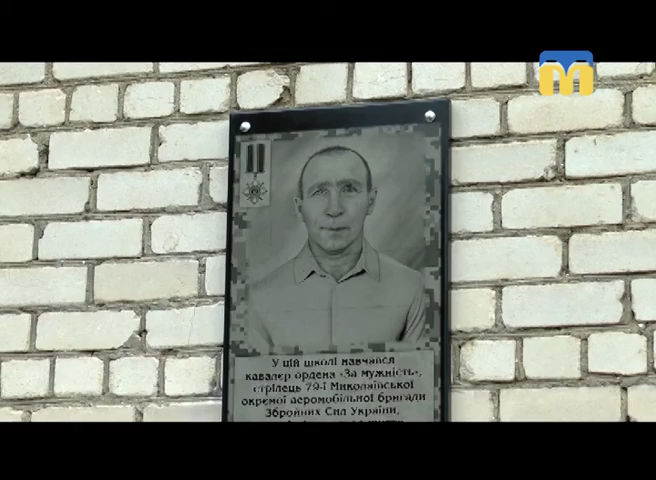 У цій школі навчався
кавалер ордена «За мужність»,
стрілець 79-ї Миколаївської
окремої аеромобільної бригади
Збройних Сил України,